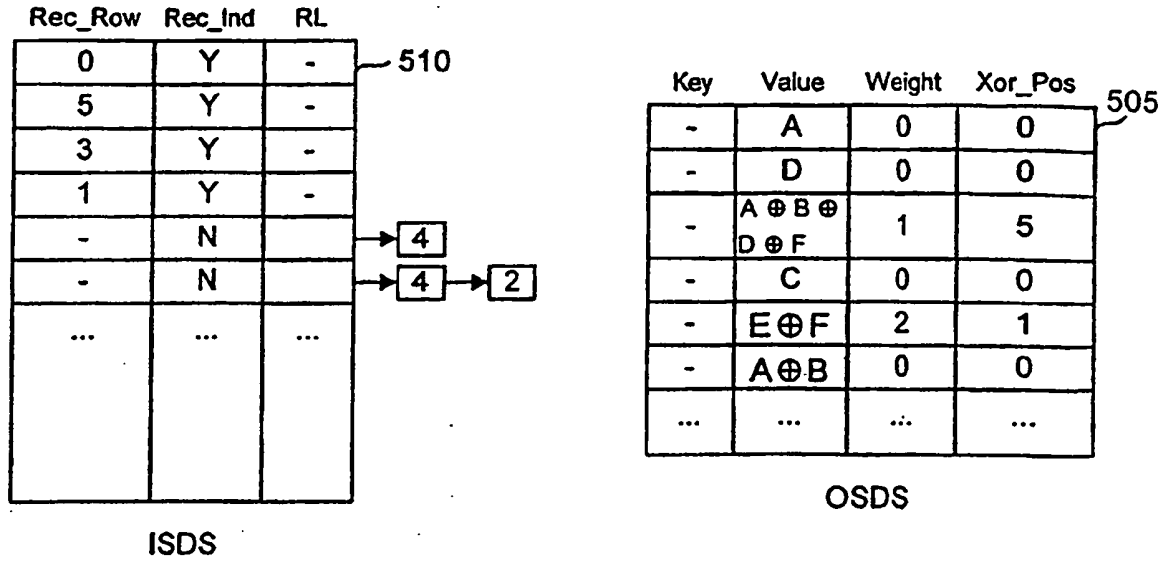 Rec_Row Rec_Ind RL
0 Y -
510
5 Y -
3 Y -
1 Y -
- N 4
- N 4 2
... ... ...
ISDS
Key Value Weight Xor_Pos
505
- A 0 0
- D 0 0
- A ⊕ B ⊕ 1 5
D ⊕ F
- C 0 0
- E⊕F 2 1
- A⊕B 0 0
... ... ... ...
OSDS